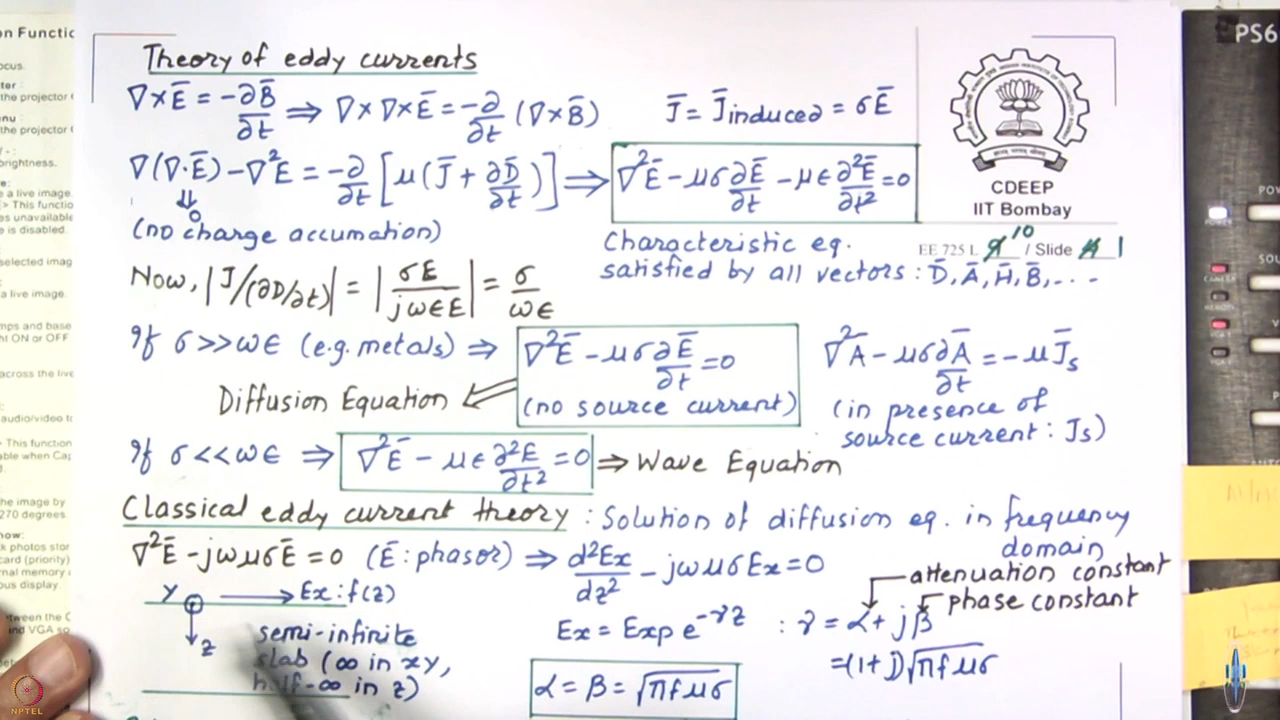 Theory of eddy currents
∇×Ē = -∂B̄/∂t ⇒ ∇×∇×Ē = -∂/∂t (∇×B̄)  J̄ = J̄induced = σĒ
∇(∇·Ē) - ∇²Ē = -∂/∂t [μ(J̄ + ∂D̄/∂t)] ⇒ ∇²Ē - μσ ∂Ē/∂t - με ∂²Ē/∂t² = 0
⇓ 0
(no charge accumation)
CDEEP
IIT Bombay
EE 725 L 10 / Slide 1
Characteristic eq.
satisfied by all vectors : D̄, Ā, H̄, B̄, ...
Now, |J/(∂D/∂t)| = |σE/jωεE| = σ/ωε
If σ>>ωε (e.g. metals) ⇒ ∇²Ē - μσ ∂Ē/∂t = 0
(no source current)
Diffusion Equation
∇²Ā - μσ ∂Ā/∂t = -μJ̄s
(in presence of
source current : Js)
If σ<<ωε ⇒ ∇²Ē - με ∂²E/∂t² = 0 ⇒ Wave Equation
Classical eddy current theory : Solution of diffusion eq. in frequency
domain
∇²Ē - jωμσĒ = 0 (Ē : phasor) ⇒ d²Ex/dz² - jωμσEx = 0
attenuation constant
phase constant
Y → Ex : f(z)
z
semi-infinite
slab (∞ in xy,
half-∞ in z)
Ex = Exp e^-γz : γ = α + jβ
= (1+j)√πfμσ
α = β = √πfμσ
NPTEL
PS6